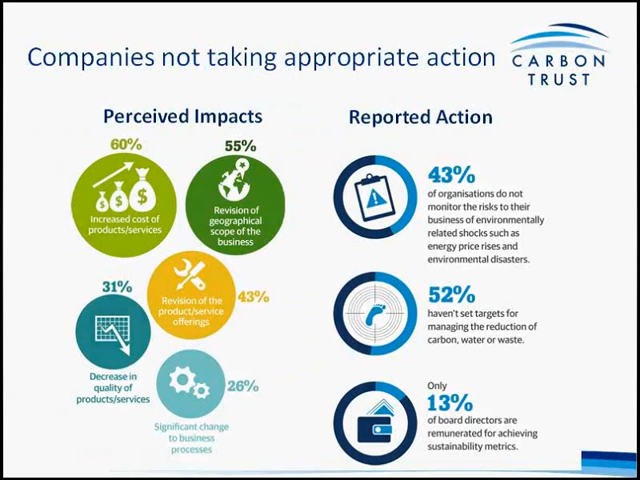 Companies not taking appropriate action
CARBON
TRUST
Perceived Impacts
60%
Increased cost of
products/services
55%
Revision of
geographical
scope of the
business
31%
Decrease in
quality of
products/services
Revision of the
product/service
offerings
43%
26%
Significant change
to business
processes
Reported Action
43%
of organisations do not
monitor the risks to their
business of environmentally
related shocks such as
energy price rises and
environmental disasters.
52%
haven't set targets for
managing the reduction of
carbon, water or waste.
Only
13%
of board directors are
remunerated for achieving
sustainability metrics.